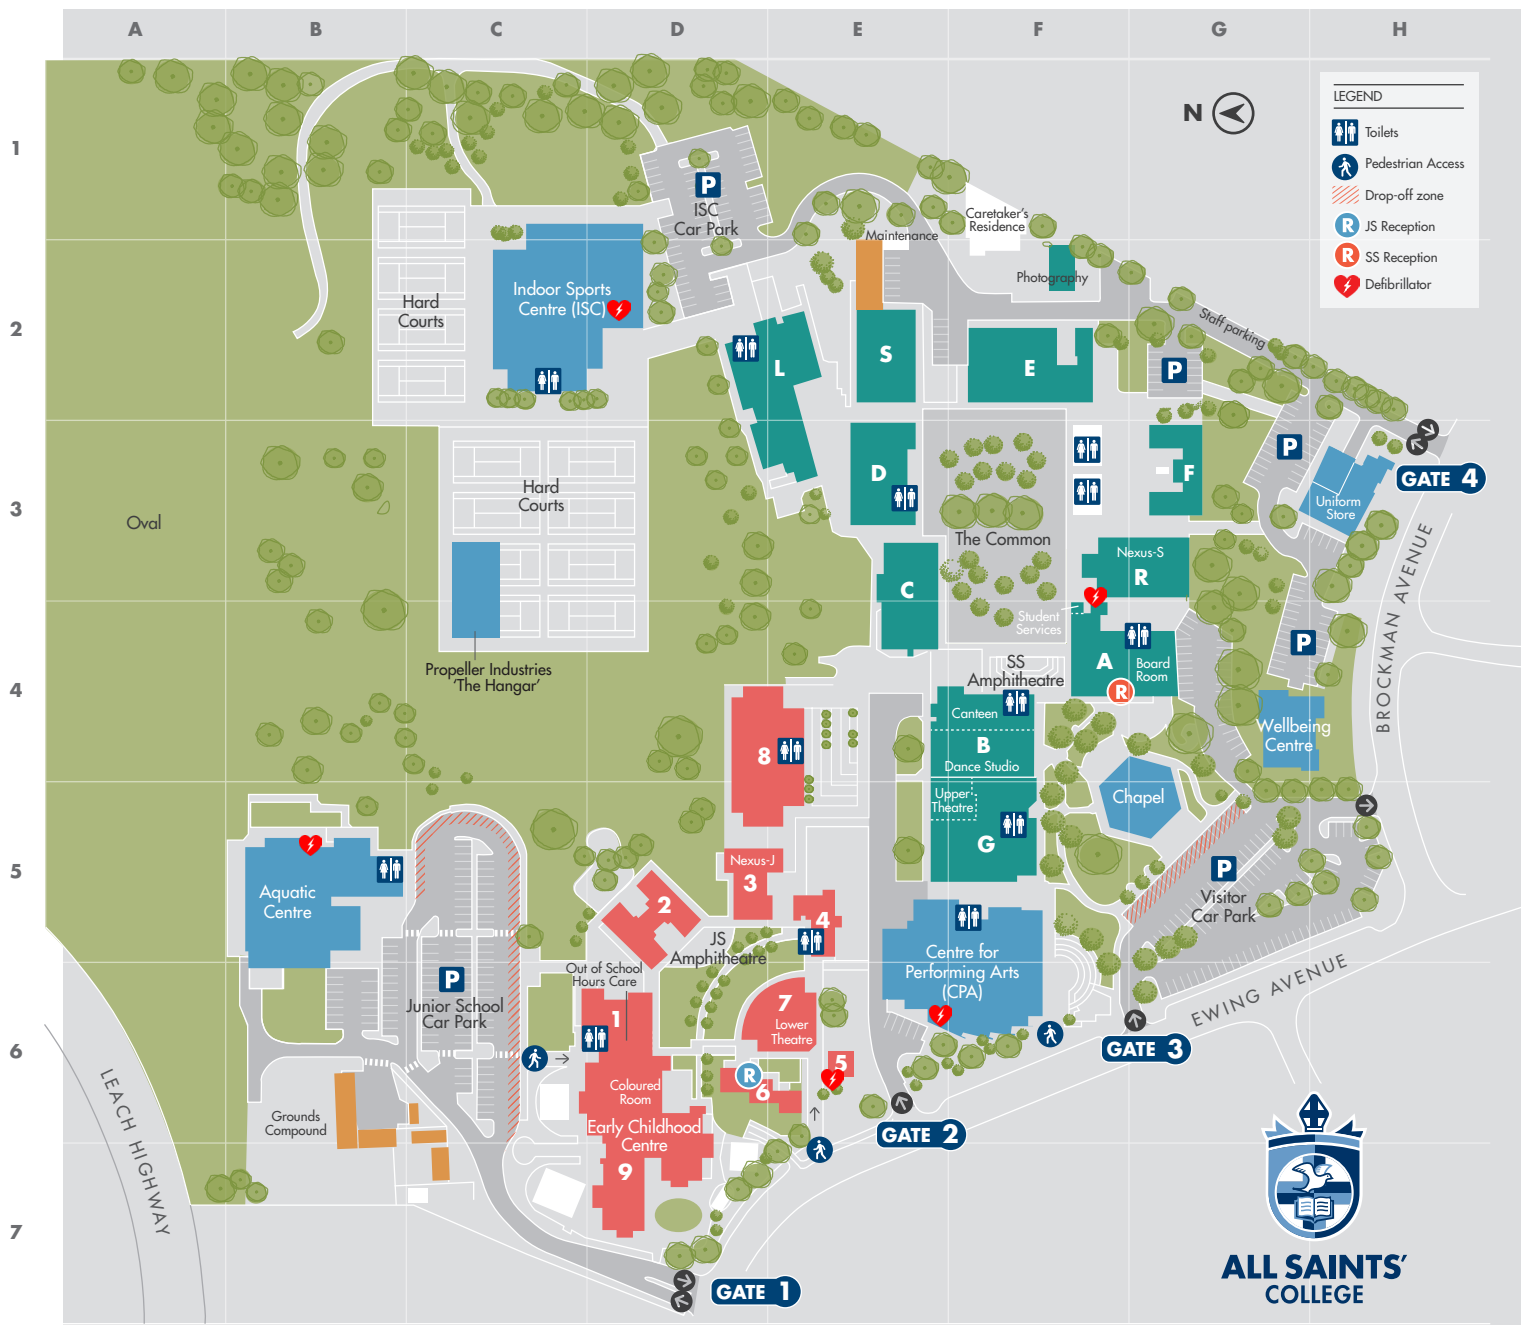 A B C D E F G H
1
2
3
4
5
6
7
N
LEGEND
Toilets
Pedestrian Access
Drop-off zone
R JS Reception
R SS Reception
Defibrillator
P
ISC
Car Park
Caretaker's
Residence
Maintenance
Photography
Staff parking
Hard
Courts
Indoor Sports
Centre (ISC)
L
S
E
P
P
GATE 4
Uniform
Store
D
F
Hard
Courts
Oval
The Common
Nexus-S
R
C
Student
Services
A
Board
Room
R
P
SS
Amphitheatre
Propeller Industries
'The Hangar'
BROCKMAN AVENUE
Canteen
B
Dance Studio
Wellbeing
Centre
8
Upper
Theatre
G
Chapel
Nexus-J
3
P
Visitor
Car Park
Aquatic
Centre
2
4
JS
Amphitheatre
Centre for
Performing Arts
(CPA)
EWING AVENUE
Out of School
Hours Care
P
Junior School
Car Park
1
7
Lower
Theatre
GATE 3
5
R
6
Coloured
Room
Early Childhood
Centre
9
Grounds
Compound
LEACH HIGHWAY
GATE 2
GATE 1
ALL SAINTS'
COLLEGE